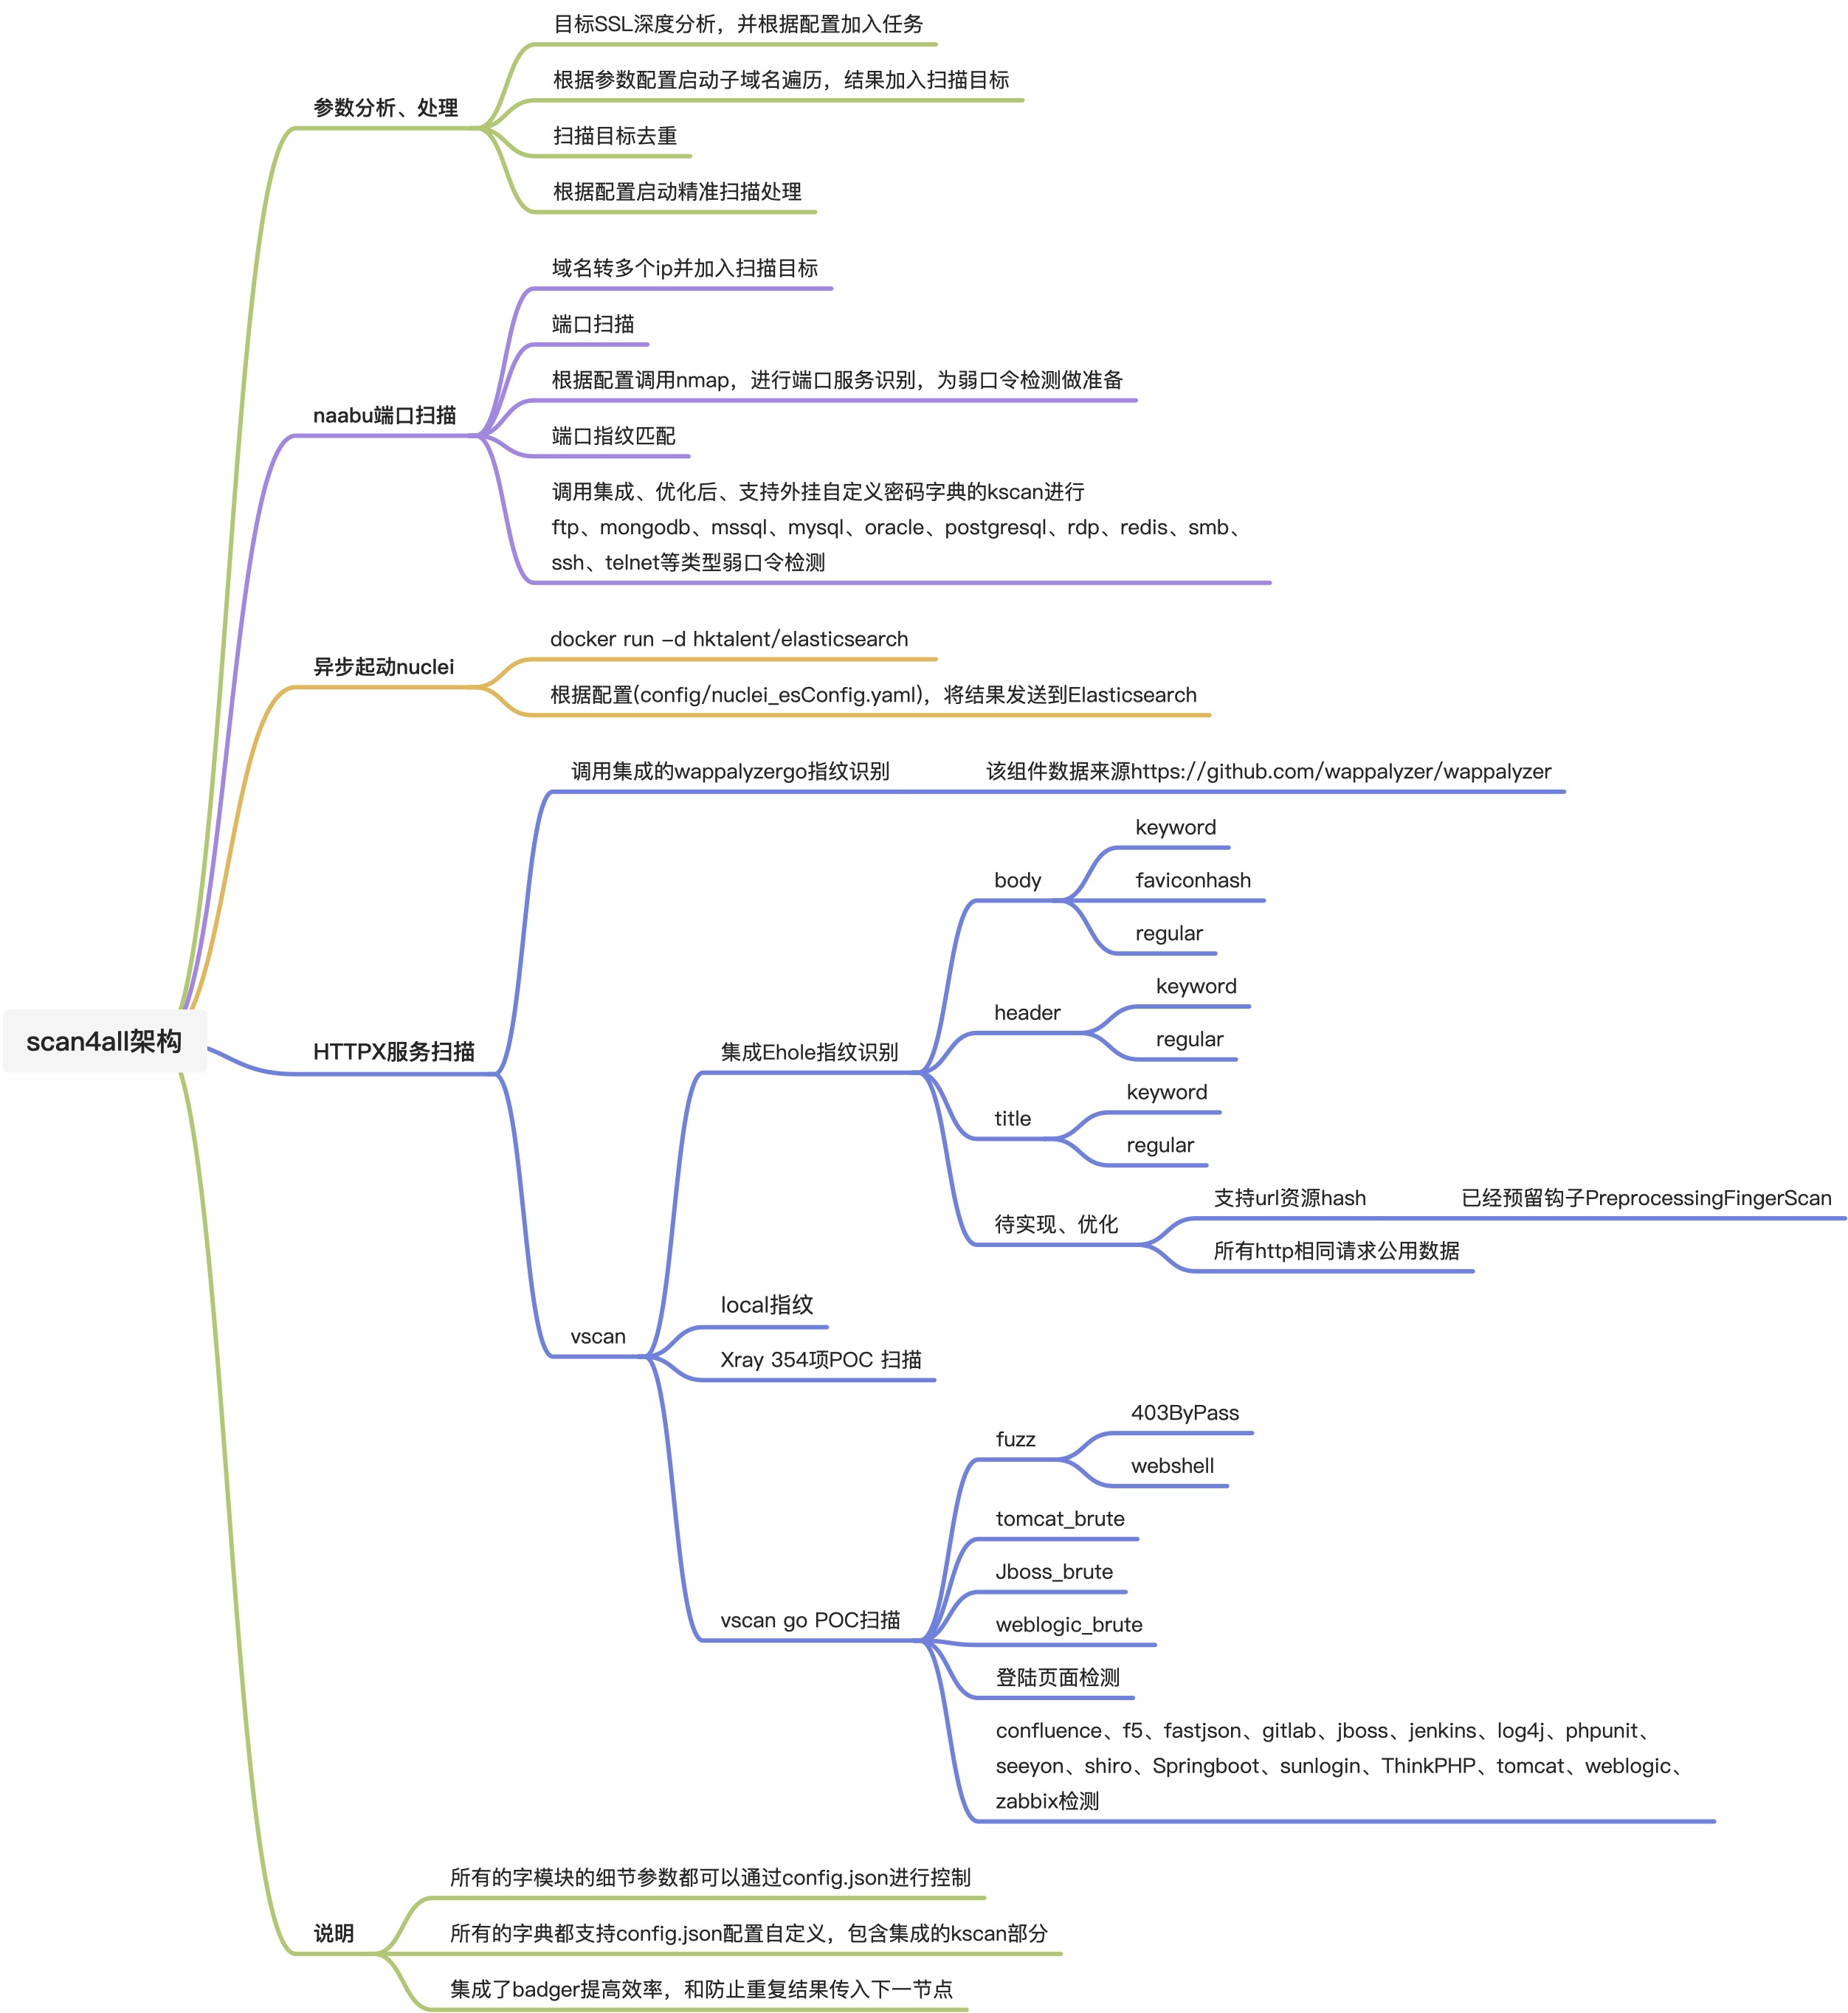 目标SSL深度分析，并根据配置加入任务
根据参数配置启动子域名遍历，结果加入扫描目标
参数分析、处理
扫描目标去重
根据配置启动精准扫描处理
域名转多个ip并加入扫描目标
端口扫描
根据配置调用nmap，进行端口服务识别，为弱口令检测做准备
naabu端口扫描
端口指纹匹配
调用集成、优化后、支持外挂自定义密码字典的kscan进行
ftp、mongodb、mssql、mysql、oracle、postgresql、rdp、redis、smb、
ssh、telnet等类型弱口令检测
docker run -d hktalent/elasticsearch
异步起动nuclei
根据配置(config/nuclei_esConfig.yaml)，将结果发送到Elasticsearch
调用集成的wappalyzergo指纹识别
该组件数据来源https://github.com/wappalyzer/wappalyzer
keyword
body
faviconhash
regular
keyword
header
regular
scan4all架构
HTTPX服务扫描
集成Ehole指纹识别
keyword
title
regular
支持url资源hash
已经预留钩子PreprocessingFingerScan
待实现、优化
所有http相同请求公用数据
local指纹
vscan
Xray 354项POC 扫描
403ByPass
fuzz
webshell
tomcat_brute
Jboss_brute
vscan go POC扫描
weblogic_brute
登陆页面检测
confluence、f5、fastjson、gitlab、jboss、jenkins、log4j、phpunit、
seeyon、shiro、Springboot、sunlogin、ThinkPHP、tomcat、weblogic、
zabbix检测
所有的字模块的细节参数都可以通过config.json进行控制
说明
所有的字典都支持config.json配置自定义，包含集成的kscan部分
集成了badger提高效率，和防止重复结果传入下一节点